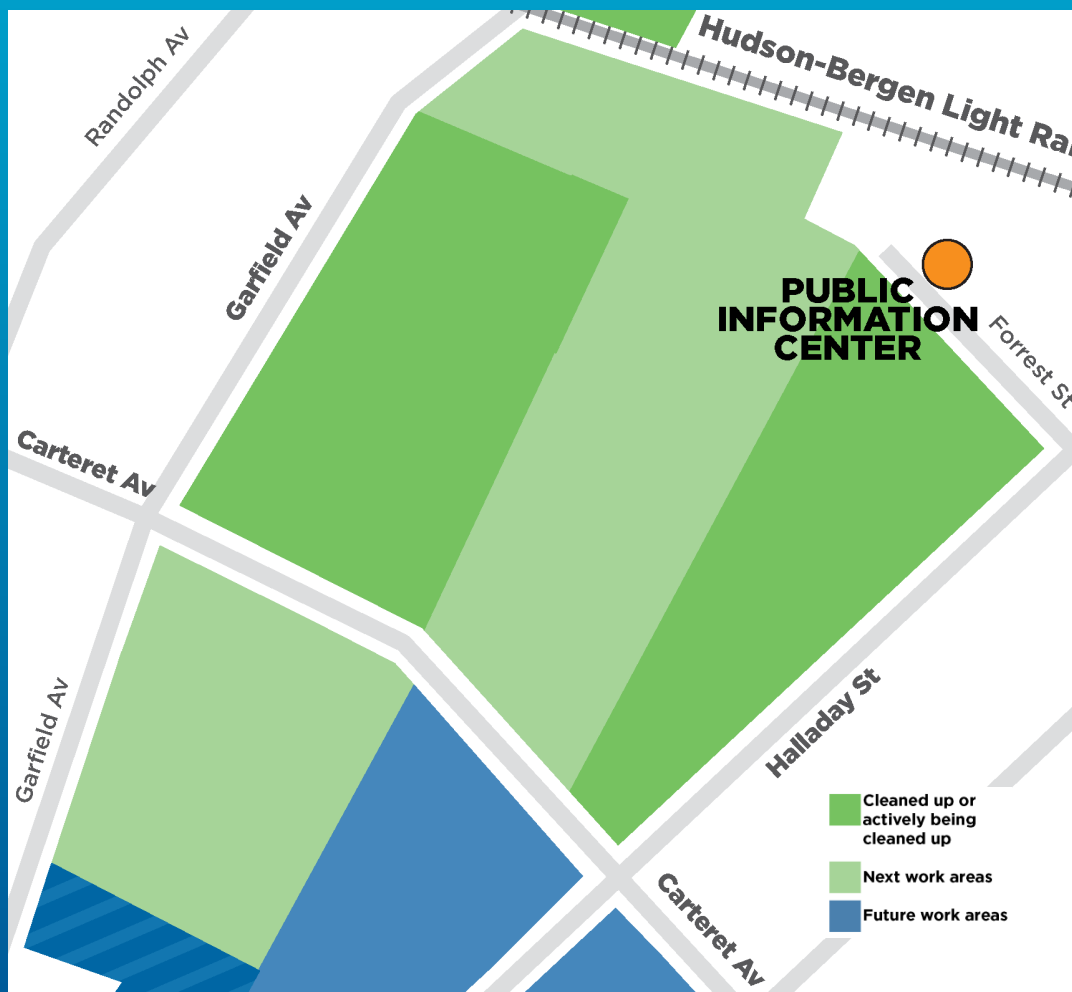 Randolph Av
Hudson-Bergen Light Rai
Garfield Av
PUBLIC
INFORMATION
CENTER
Forrest St
Carteret Av
Garfield Av
Halladay St
Carteret Av
Cleaned up or
actively being
cleaned up
Next work areas
Future work areas